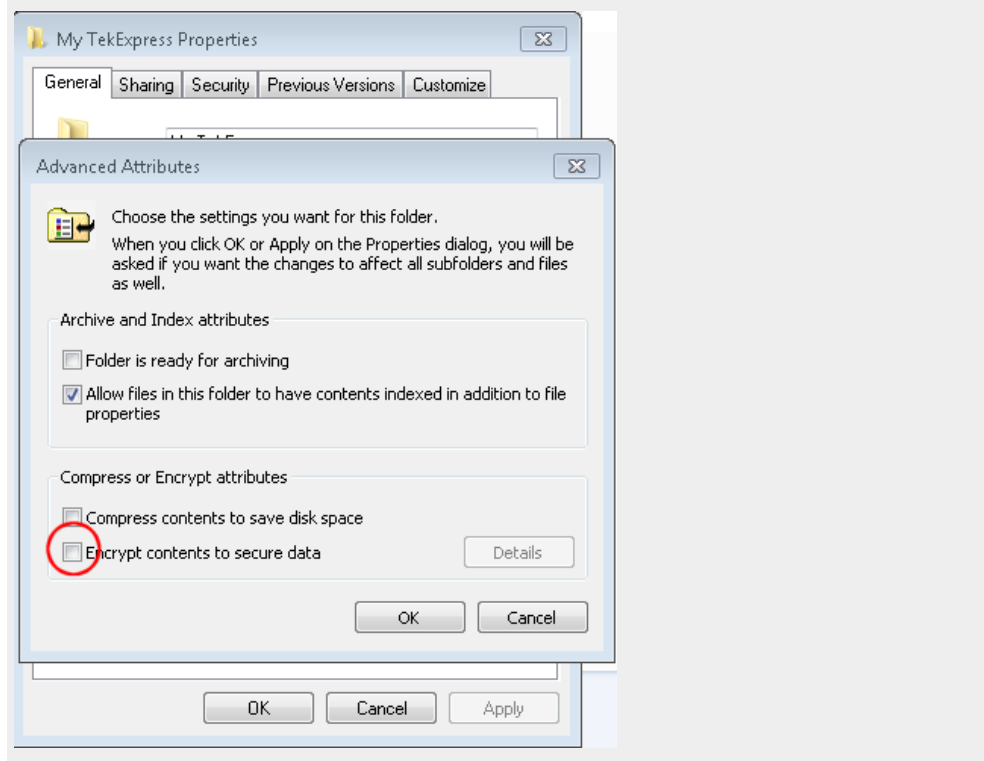 My TekExpress Properties
General Sharing Security Previous Versions Customize
Advanced Attributes
Choose the settings you want for this folder.
When you click OK or Apply on the Properties dialog, you will be
asked if you want the changes to affect all subfolders and files
as well.
Archive and Index attributes
Folder is ready for archiving
Allow files in this folder to have contents indexed in addition to file
properties
Compress or Encrypt attributes
Compress contents to save disk space
Encrypt contents to secure data
Details
OK Cancel
OK Cancel Apply